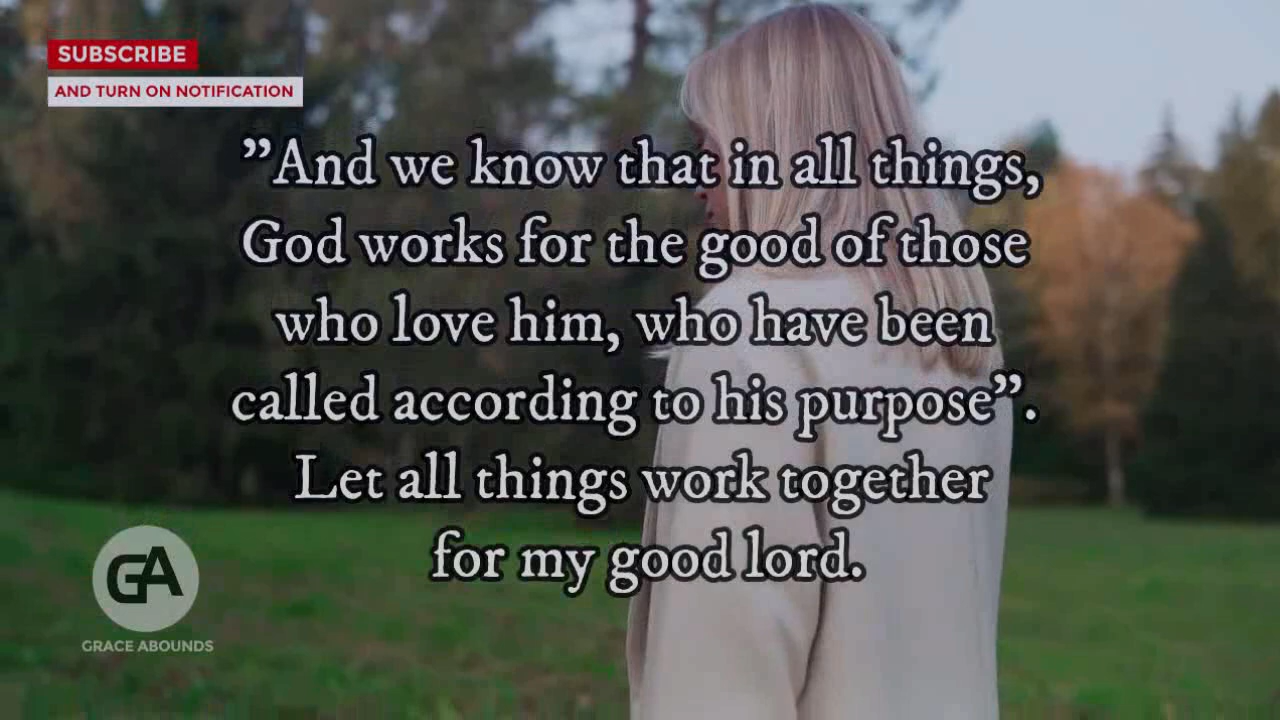 SUBSCRIBE
AND TURN ON NOTIFICATION
”And we know that in all things,
God works for the good of those
who love him, who have been
called according to his purpose”.
Let all things work together
for my good lord.
GA
GRACE ABOUNDS